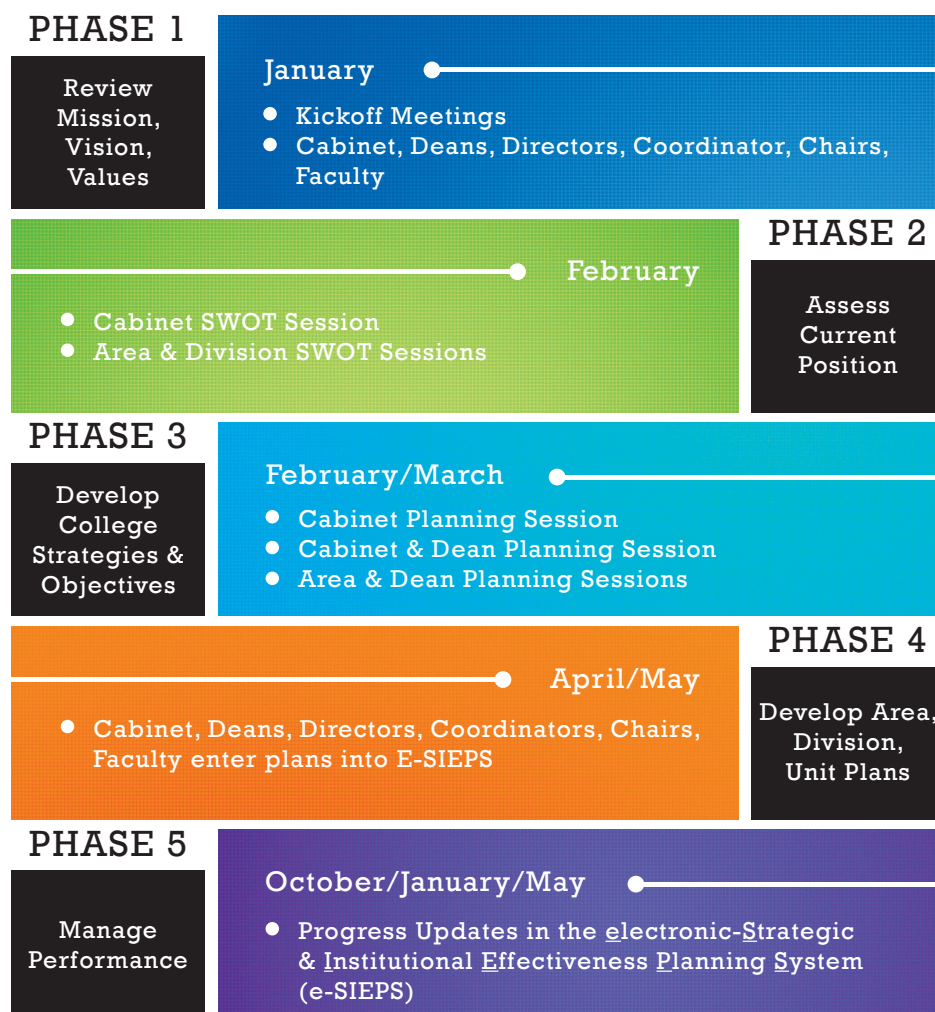 PHASE 1
Review
Mission,
Vision,
Values
January
Kickoff Meetings
Cabinet, Deans, Directors, Coordinator, Chairs,
Faculty
PHASE 2
Assess
Current
Position
February
Cabinet SWOT Session
Area & Division SWOT Sessions
PHASE 3
Develop
College
Strategies &
Objectives
February/March
Cabinet Planning Session
Cabinet & Dean Planning Session
Area & Dean Planning Sessions
PHASE 4
Develop Area,
Division,
Unit Plans
April/May
Cabinet, Deans, Directors, Coordinators, Chairs,
Faculty enter plans into E-SIEPS
PHASE 5
Manage
Performance
October/January/May
Progress Updates in the electronic-Strategic
& Institutional Effectiveness Planning System
(e-SIEPS)